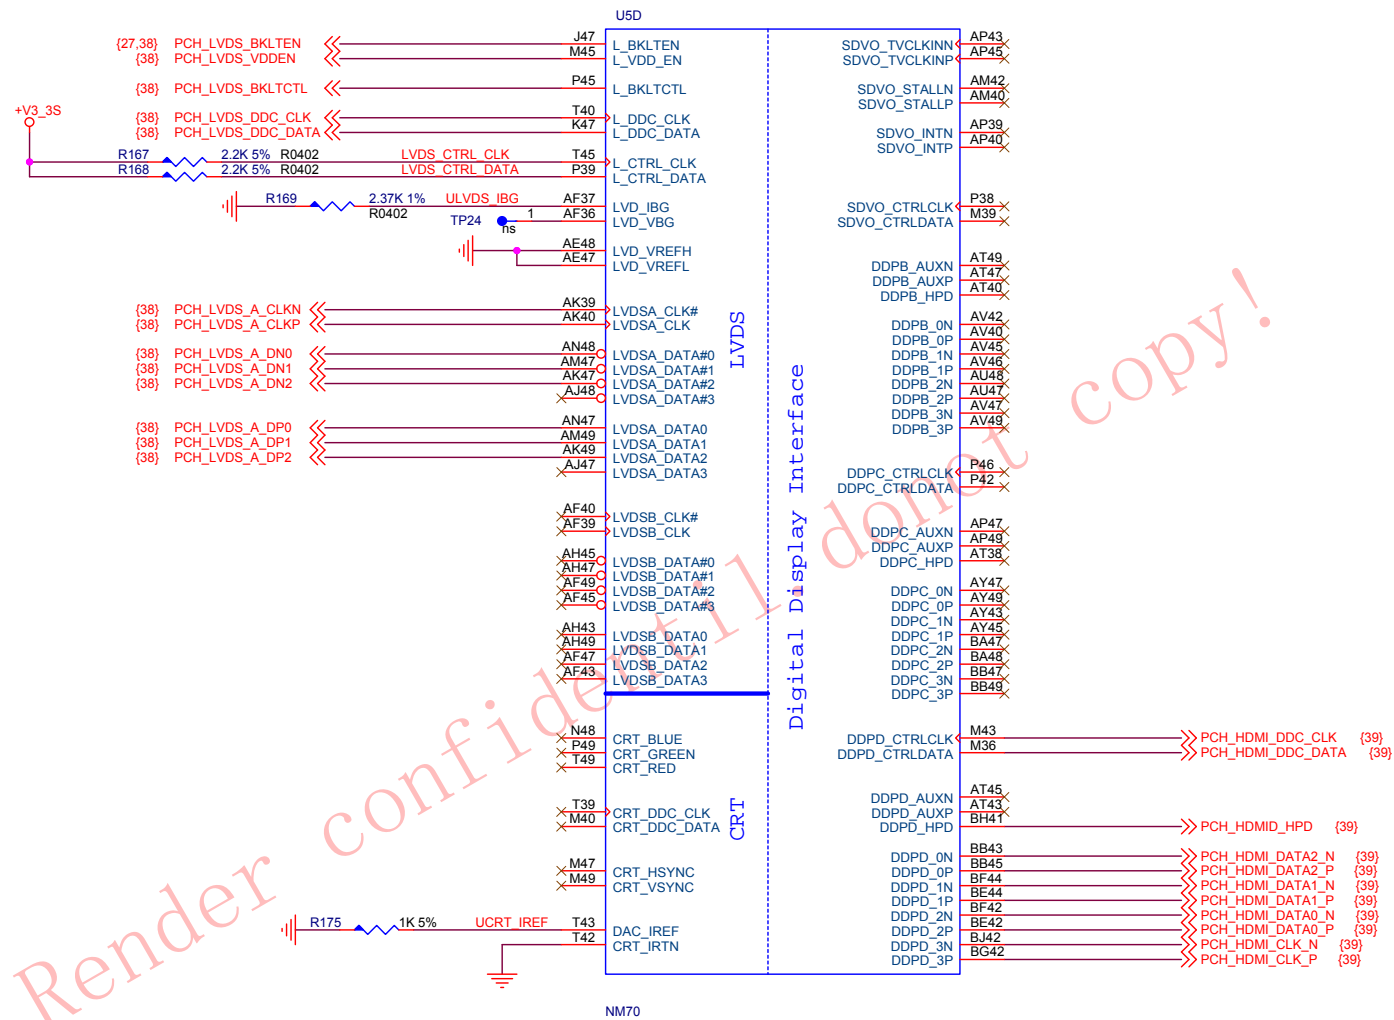 U5D
{27,38} PCH_LVDS_BKLTEN J47 L_BKLTEN
{38} PCH_LVDS_VDDEN M45 L_VDD_EN
{38} PCH_LVDS_BKLTCTL P45 L_BKLTCTL
+V3_3S
{38} PCH_LVDS_DDC_CLK T40 L_DDC_CLK
{38} PCH_LVDS_DDC_DATA K47 L_DDC_DATA
R167 2.2K 5% R0402 LVDS_CTRL_CLK T45 L_CTRL_CLK
R168 2.2K 5% R0402 LVDS_CTRL_DATA P39 L_CTRL_DATA
R169 2.37K 1% ULVDS_IBG AF37 LVD_IBG
R0402
TP24 1 AF36 LVD_VBG
ns
AE48 LVD_VREFH
AE47 LVD_VREFL
{38} PCH_LVDS_A_CLKN AK39 LVDSA_CLK#
{38} PCH_LVDS_A_CLKP AK40 LVDSA_CLK
{38} PCH_LVDS_A_DN0 AN48 LVDSA_DATA#0
{38} PCH_LVDS_A_DN1 AM47 LVDSA_DATA#1
{38} PCH_LVDS_A_DN2 AK47 LVDSA_DATA#2
AJ48 LVDSA_DATA#3
{38} PCH_LVDS_A_DP0 AN47 LVDSA_DATA0
{38} PCH_LVDS_A_DP1 AM49 LVDSA_DATA1
{38} PCH_LVDS_A_DP2 AK49 LVDSA_DATA2
AJ47 LVDSA_DATA3
AF40 LVDSB_CLK#
AF39 LVDSB_CLK
AH45 LVDSB_DATA#0
AH47 LVDSB_DATA#1
AF49 LVDSB_DATA#2
AF45 LVDSB_DATA#3
AH43 LVDSB_DATA0
AH49 LVDSB_DATA1
AF47 LVDSB_DATA2
AF43 LVDSB_DATA3
LVDS
N48 CRT_BLUE
P49 CRT_GREEN
T49 CRT_RED
T39 CRT_DDC_CLK
M40 CRT_DDC_DATA
M47 CRT_HSYNC
M49 CRT_VSYNC
R175 1K 5% UCRT_IREF T43 DAC_IREF
T42 CRT_IRTN
CRT
Digital Display Interface
SDVO_TVCLKINN AP43
SDVO_TVCLKINP AP45
SDVO_STALLN AM42
SDVO_STALLP AM40
SDVO_INTN AP39
SDVO_INTP AP40
SDVO_CTRLCLK P38
SDVO_CTRLDATA M39
DDPB_AUXN AT49
DDPB_AUXP AT47
DDPB_HPD AT40
DDPB_0N AV42
DDPB_0P AV40
DDPB_1N AV45
DDPB_1P AV46
DDPB_2N AU48
DDPB_2P AU47
DDPB_3N AV47
DDPB_3P AV49
DDPC_CTRLCLK P46
DDPC_CTRLDATA P42
DDPC_AUXN AP47
DDPC_AUXP AP49
DDPC_HPD AT38
DDPC_0N AY47
DDPC_0P AY49
DDPC_1N AY43
DDPC_1P AY45
DDPC_2N BA47
DDPC_2P BA48
DDPC_3N BB47
DDPC_3P BB49
DDPD_CTRLCLK M43 PCH_HDMI_DDC_CLK {39}
DDPD_CTRLDATA M36 PCH_HDMI_DDC_DATA {39}
DDPD_AUXN AT45
DDPD_AUXP AT43
DDPD_HPD BH41 PCH_HDMID_HPD {39}
DDPD_0N BB43 PCH_HDMI_DATA2_N {39}
DDPD_0P BB45 PCH_HDMI_DATA2_P {39}
DDPD_1N BF44 PCH_HDMI_DATA1_N {39}
DDPD_1P BE44 PCH_HDMI_DATA1_P {39}
DDPD_2N BF42 PCH_HDMI_DATA0_N {39}
DDPD_2P BE42 PCH_HDMI_DATA0_P {39}
DDPD_3N BJ42 PCH_HDMI_CLK_N {39}
DDPD_3P BG42 PCH_HDMI_CLK_P {39}
NM70
Render confidentil.donot copy!